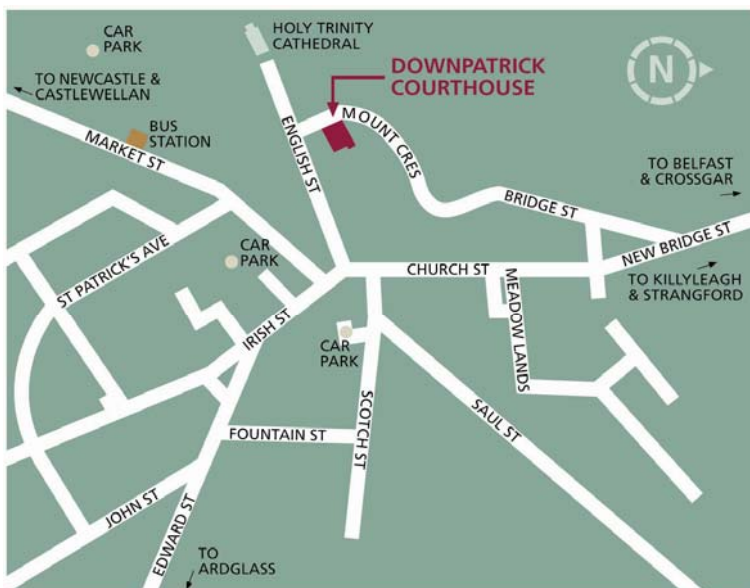 CAR
PARK
HOLY TRINITY
CATHEDRAL
DOWNPATRICK
COURTHOUSE
N
TO NEWCASTLE &
CASTLEWELLAN
BUS
STATION
MARKET ST
ENGLISH ST
MOUNT CRES
TO BELFAST
& CROSSGAR
BRIDGE ST
NEW BRIDGE ST
ST PATRICK'S AVE
CAR
PARK
CHURCH ST
TO KILLYLEAGH
& STRANGFORD
MEADOW LANDS
IRISH ST
CAR
PARK
SCOTCH ST
SAUL ST
FOUNTAIN ST
JOHN ST
EDWARD ST
TO
ARDGLASS